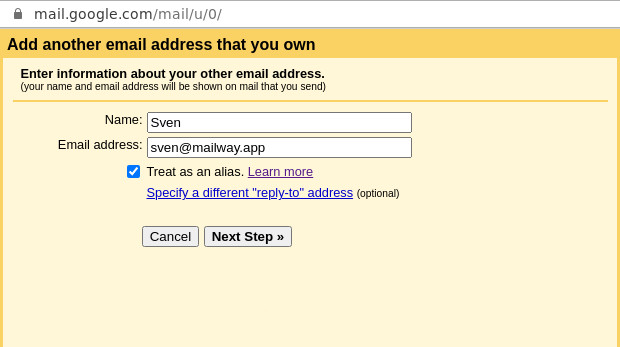 mail.google.com/mail/u/0/
Add another email address that you own
Enter information about your other email address.
(your name and email address will be shown on mail that you send)
Name: Sven
Email address: sven@mailway.app
Treat as an alias. Learn more
Specify a different "reply-to" address (optional)
Cancel Next Step »